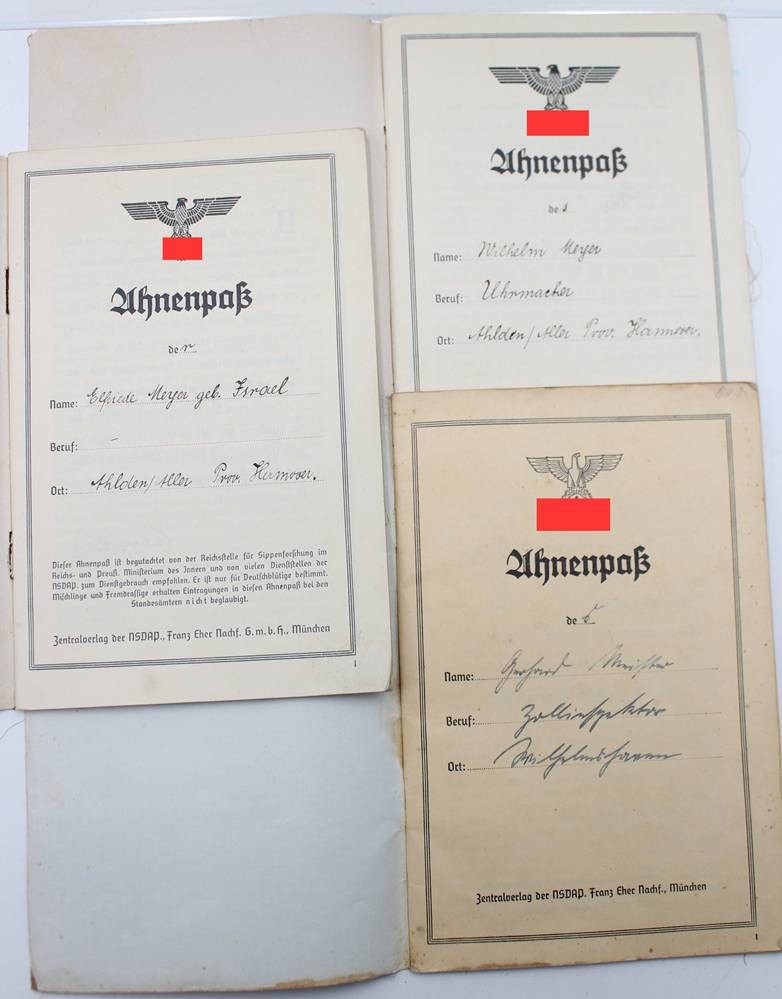 Ahnenpaß
der
Name: Elfriede Meyer geb. Israel
Beruf: –
Ort: Ahlden/Aller Prov. Hannover.
Dieser Ahnenpaß ist begutachtet von der Reichsstelle für Sippenforschung im
Reichs- und Preuß. Ministerium des Innern und von vielen Dienststellen der
NSDAP. zum Dienstgebrauch empfohlen. Er ist nur für Deutschblütige bestimmt.
Mischlinge und Fremdrassige erhalten Eintragungen in diesen Ahnenpaß bei den
Standesämtern nicht beglaubigt.
Zentralverlag der NSDAP., Franz Eher Nachf. G.m.b.H., München
1
Ahnenpaß
des
Name: Wilhelm Meyer
Beruf: Uhrmacher
Ort: Ahlden/Aller Prov. Hannover.
Ahnenpaß
des
Name: Gerhard Meister
Beruf: Zollinspektor
Ort: Wilhelmshaven
Zentralverlag der NSDAP. Franz Eher Nachf., München
1